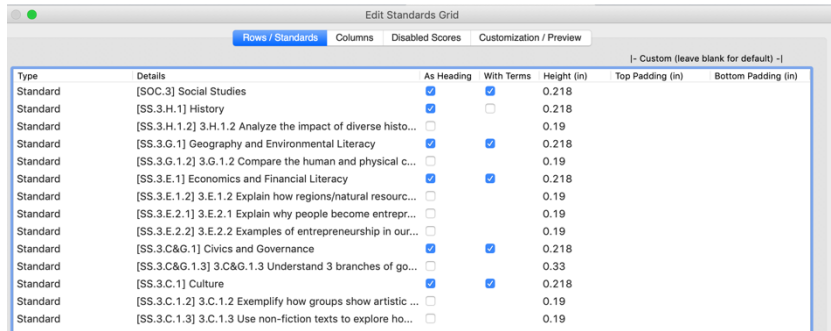 Edit Standards Grid
Rows / Standards Columns Disabled Scores Customization / Preview
|- Custom (leave blank for default) -|
Type Details As Heading With Terms Height (in) Top Padding (in) Bottom Padding (in)
Standard [SOC.3] Social Studies 0.218
Standard [SS.3.H.1] History 0.218
Standard [SS.3.H.1.2] 3.H.1.2 Analyze the impact of diverse histo... 0.19
Standard [SS.3.G.1] Geography and Environmental Literacy 0.218
Standard [SS.3.G.1.2] 3.G.1.2 Compare the human and physical c... 0.19
Standard [SS.3.E.1] Economics and Financial Literacy 0.218
Standard [SS.3.E.1.2] 3.E.1.2 Explain how regions/natural resourc... 0.19
Standard [SS.3.E.2.1] 3.E.2.1 Explain why people become entrepr... 0.19
Standard [SS.3.E.2.2] 3.E.2.2 Examples of entrepreneurship in our... 0.19
Standard [SS.3.C&G.1] Civics and Governance 0.218
Standard [SS.3.C&G.1.3] 3.C&G.1.3 Understand 3 branches of go... 0.33
Standard [SS.3.C.1] Culture 0.218
Standard [SS.3.C.1.2] 3.C.1.2 Exemplify how groups show artistic ... 0.19
Standard [SS.3.C.1.3] 3.C.1.3 Use non-fiction texts to explore ho... 0.19